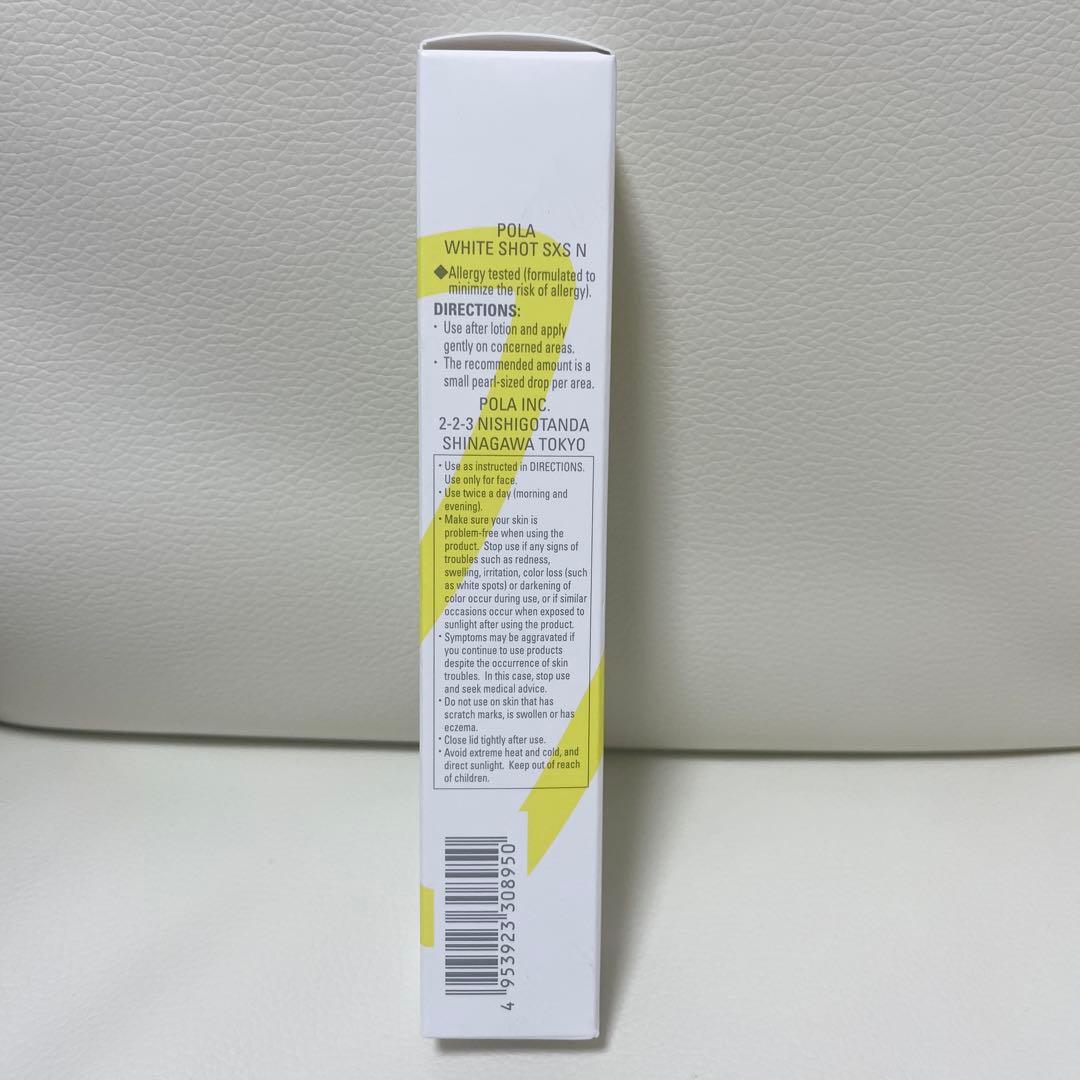 POLA
WHITE SHOT SXS N
◆Allergy tested (formulated to
minimize the risk of allergy).
DIRECTIONS:
・ Use after lotion and apply
gently on concerned areas.
・ The recommended amount is a
small pearl-sized drop per area.
POLA INC.
2-2-3 NISHIGOTANDA
SHINAGAWA TOKYO
・ Use as instructed in DIRECTIONS.
Use only for face.
・ Use twice a day (morning and
evening).
・ Make sure your skin is
problem-free when using the
product. Stop use if any signs of
troubles such as redness,
swelling, irritation, color loss (such
as white spots) or darkening of
color occur during use, or if similar
occasions occur when exposed to
sunlight after using the product.
・ Symptoms may be aggravated if
you continue to use products
despite the occurrence of skin
troubles. In this case, stop use
and seek medical advice.
・ Do not use on skin that has
scratch marks, is swollen or has
eczema.
・ Close lid tightly after use.
・ Avoid extreme heat and cold, and
direct sunlight. Keep out of reach
of children.
4 953923 308950